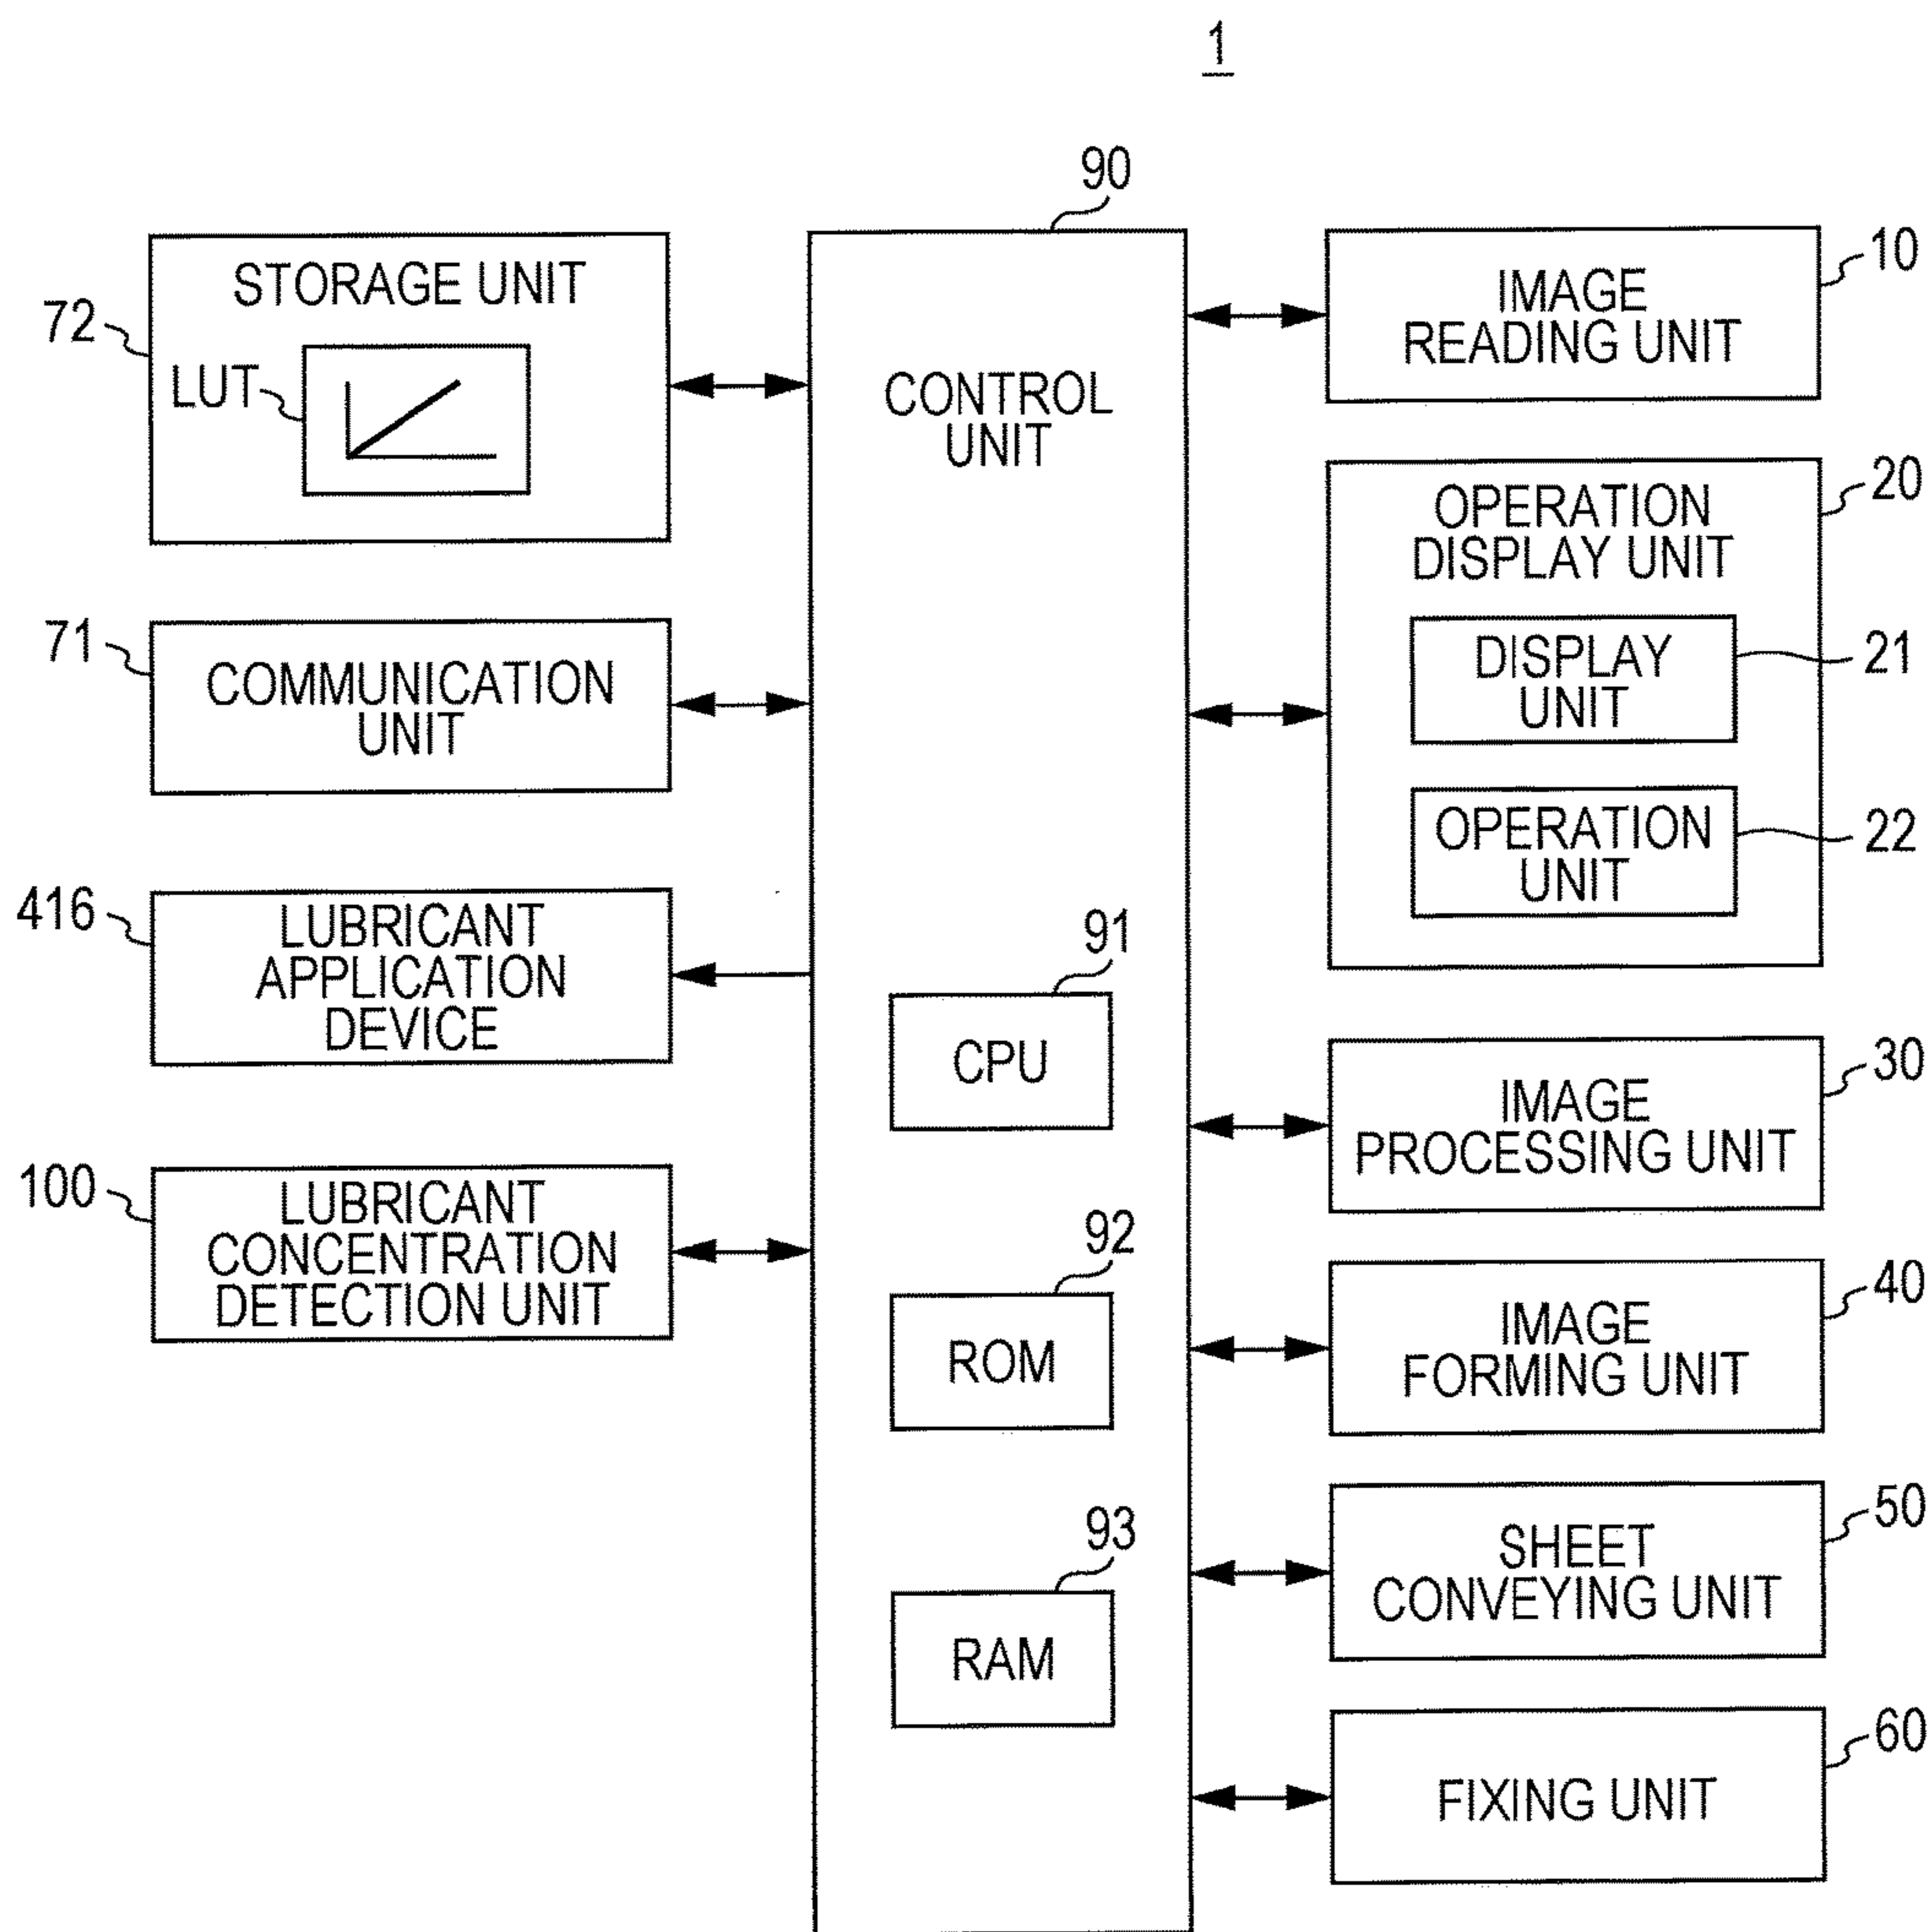 1
90
STORAGE UNIT
72
LUT
71
COMMUNICATION
UNIT
416
LUBRICANT
APPLICATION
DEVICE
100
LUBRICANT
CONCENTRATION
DETECTION UNIT
CONTROL
UNIT
91
CPU
92
ROM
93
RAM
10
IMAGE
READING UNIT
20
OPERATION
DISPLAY UNIT
DISPLAY
UNIT
21
OPERATION
UNIT
22
30
IMAGE
PROCESSING UNIT
40
IMAGE
FORMING UNIT
50
SHEET
CONVEYING UNIT
60
FIXING UNIT